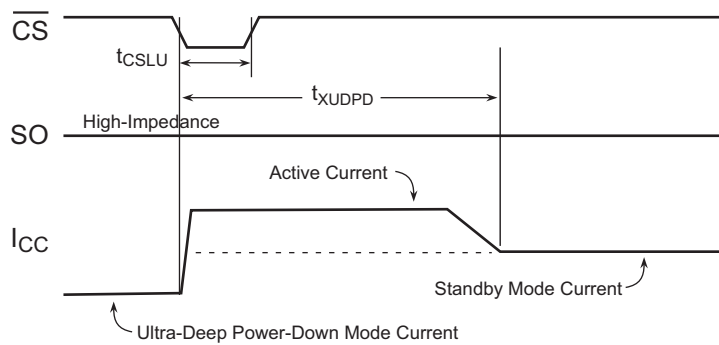 CS
tCSLU
tXUDPD
High-Impedance
SO
Active Current
ICC
Standby Mode Current
Ultra-Deep Power-Down Mode Current